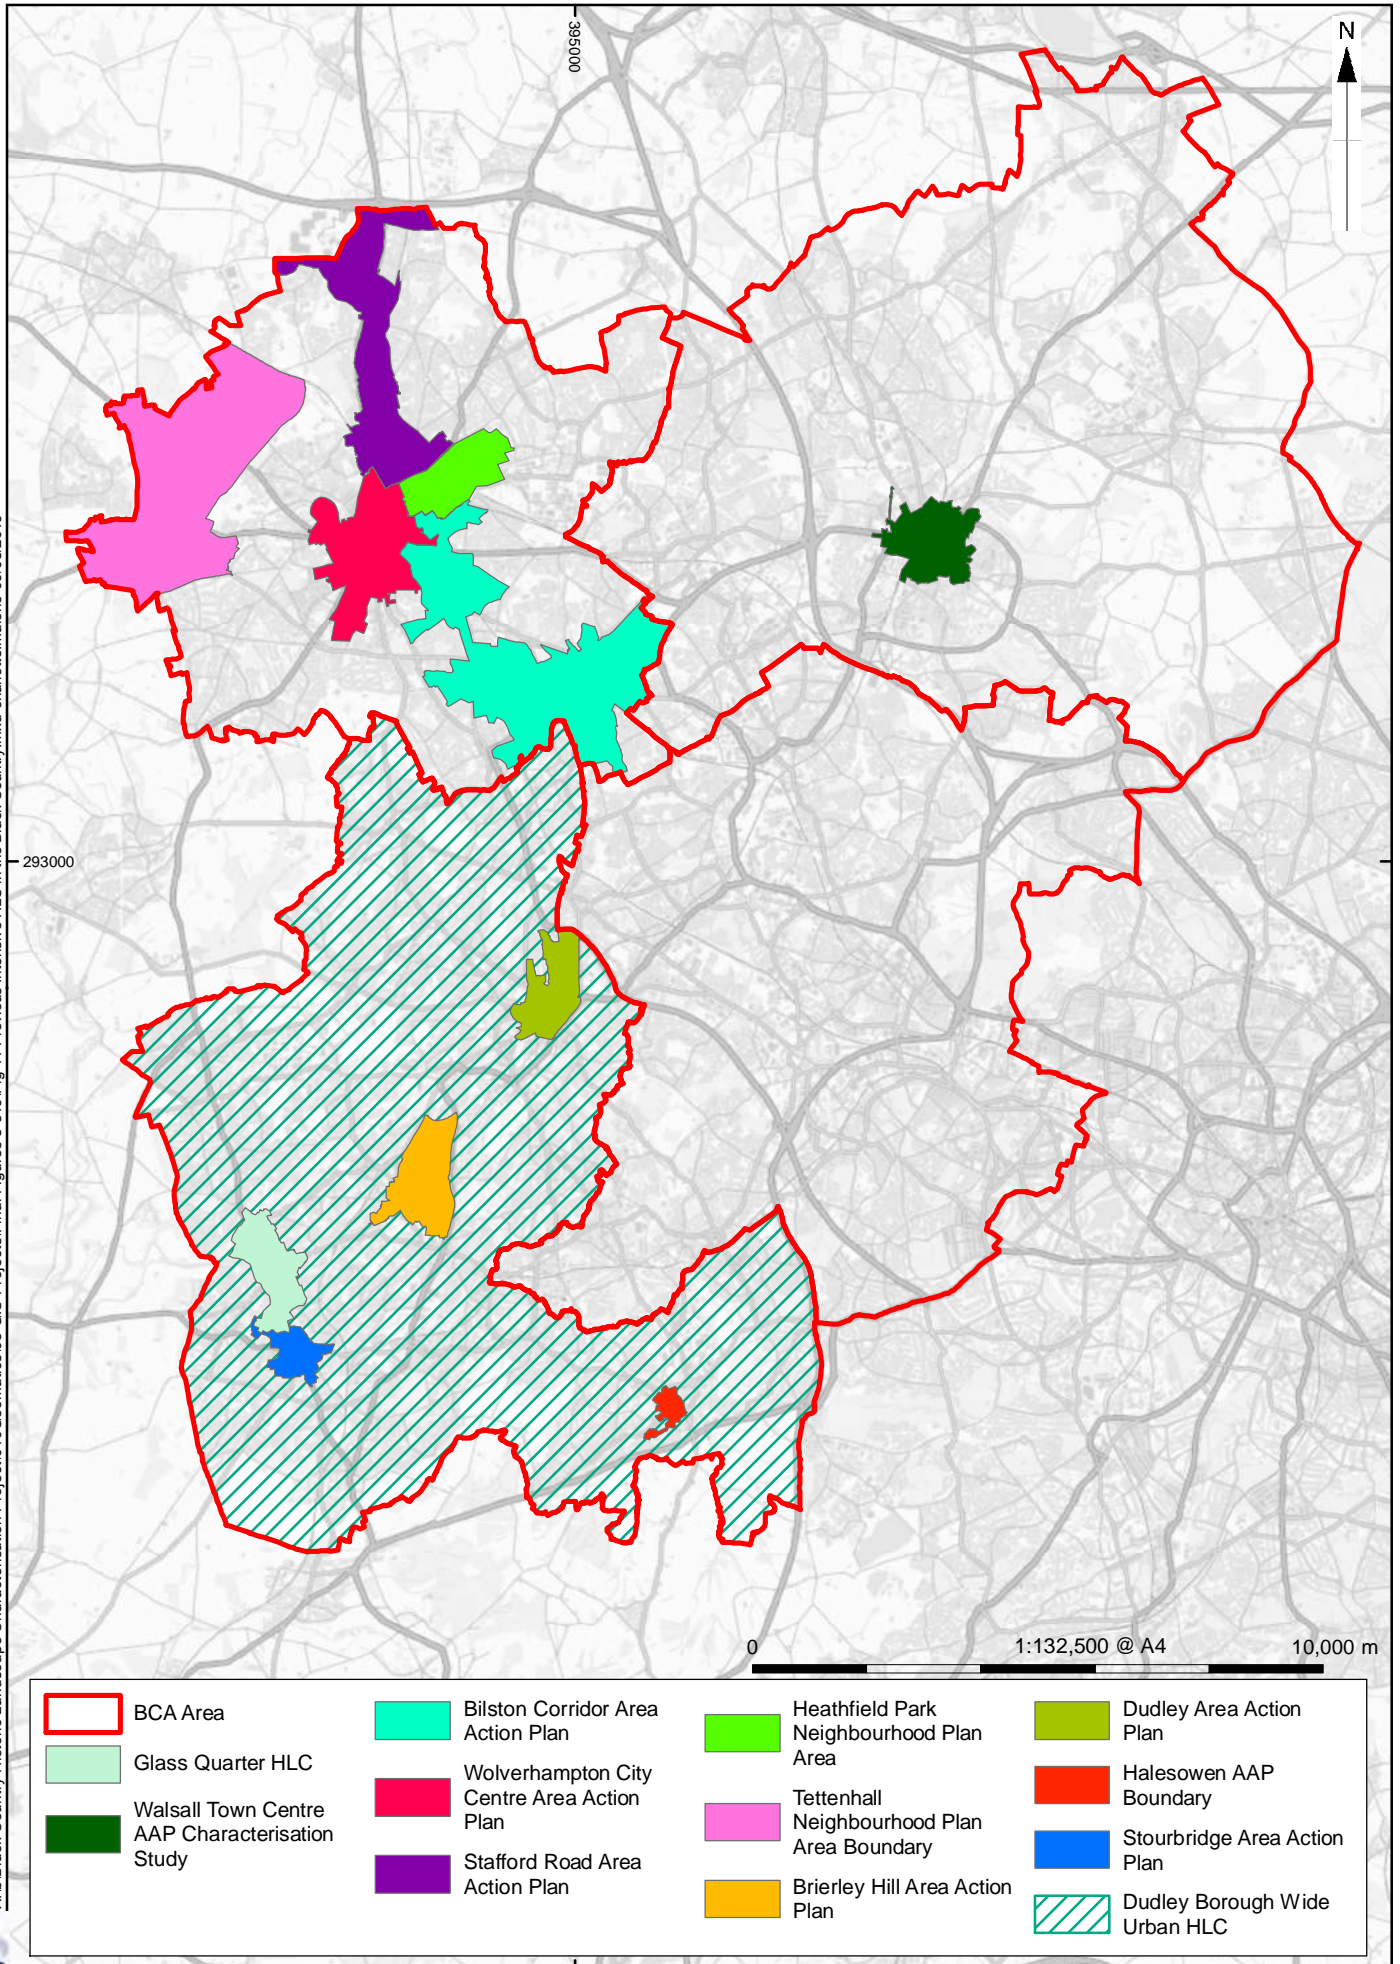 395000
N
293000
0
1:132,500 @ A4
10,000 m
BCA Area
Glass Quarter HLC
Walsall Town Centre
AAP Characterisation
Study
Bilston Corridor Area
Action Plan
Wolverhampton City
Centre Area Action
Plan
Stafford Road Area
Action Plan
Heathfield Park
Neighbourhood Plan
Area
Tettenhall
Neighbourhood Plan
Area Boundary
Brierley Hill Area Action
Plan
Dudley Area Action
Plan
Halesowen AAP
Boundary
Stourbridge Area Action
Plan
Dudley Borough Wide
Urban HLC